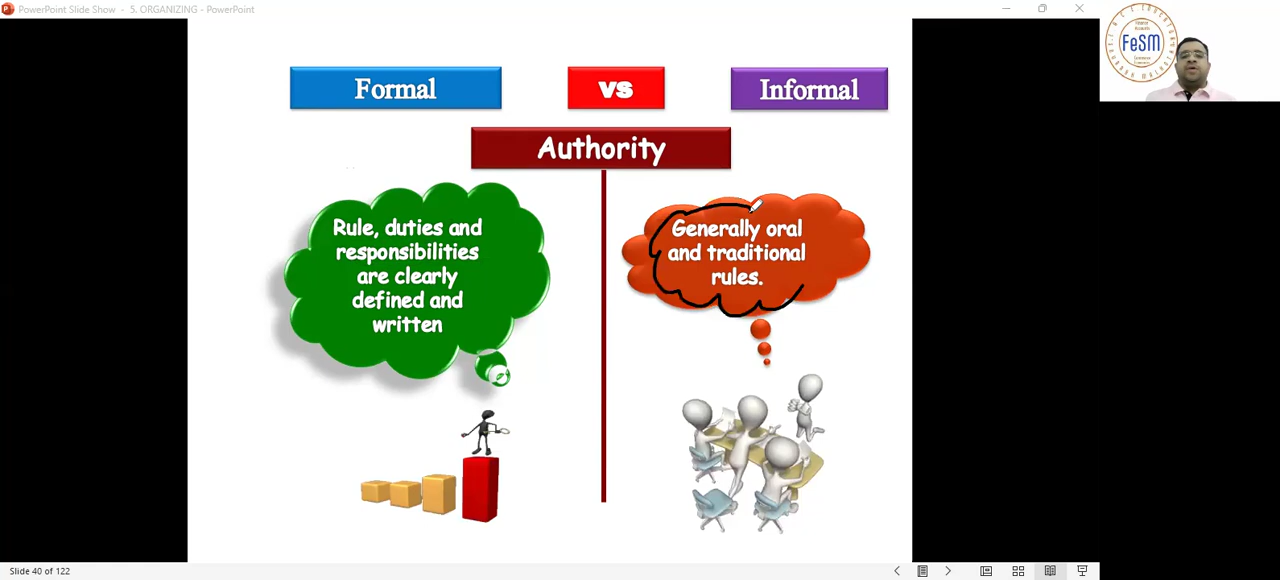 PowerPoint Slide Show - 5. ORGANIZING - PowerPoint
FeSM
Formal
VS
Informal
Authority
Rule, duties and
responsibilities
are clearly
defined and
written
Generally oral
and traditional
rules.
Slide 40 of 122